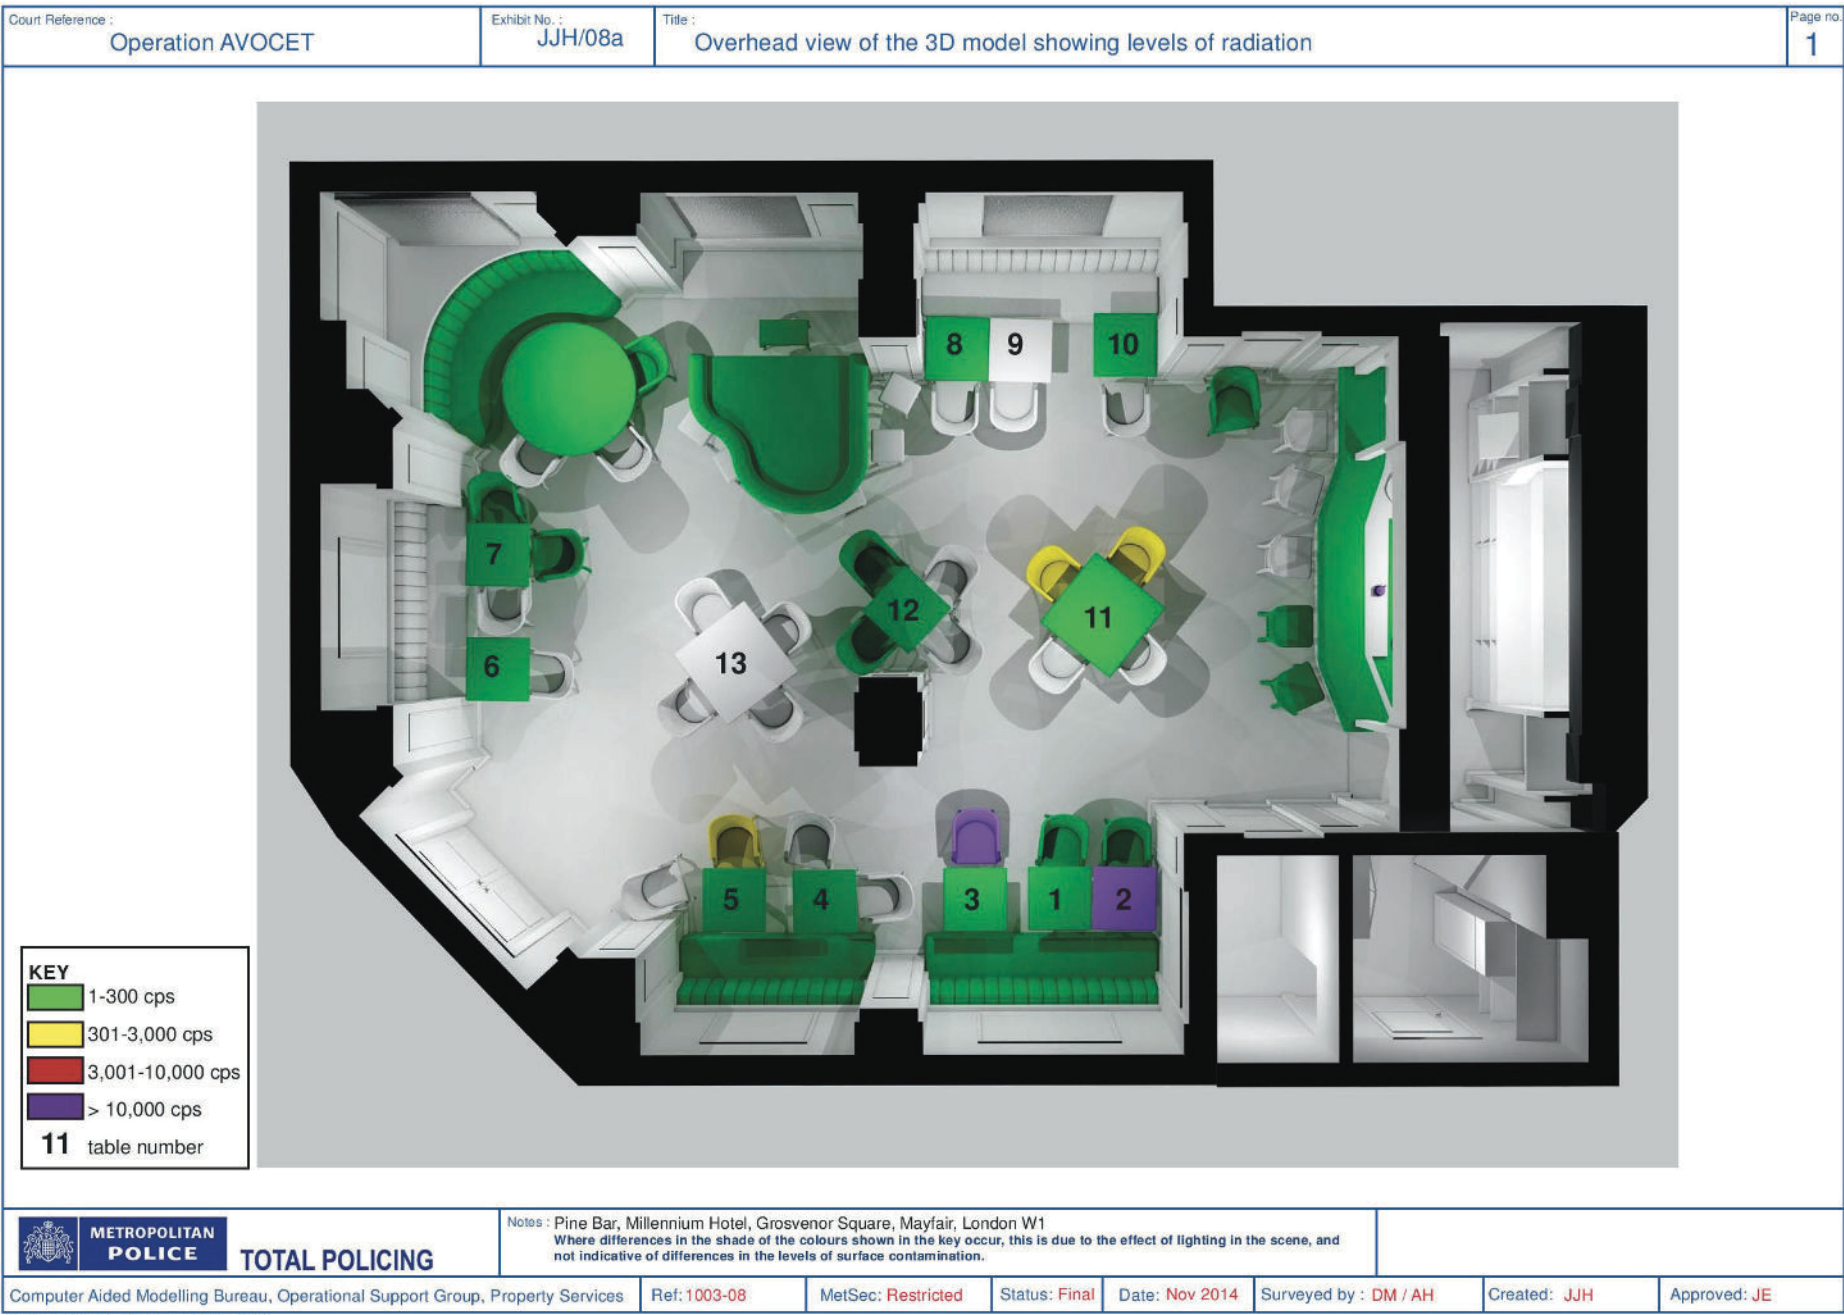 Court Reference :
Operation AVOCET
Exhibit No. :
JJH/08a
Title :
Overhead view of the 3D model showing levels of radiation
Page no.
1
8
9
10
7
12
11
6
13
5
4
3
1
2
KEY
1-300 cps
301-3,000 cps
3,001-10,000 cps
> 10,000 cps
11 table number
METROPOLITAN
POLICE
TOTAL POLICING
Notes : Pine Bar, Millennium Hotel, Grosvenor Square, Mayfair, London W1
Where differences in the shade of the colours shown in the key occur, this is due to the effect of lighting in the scene, and
not indicative of differences in the levels of surface contamination.
Computer Aided Modelling Bureau, Operational Support Group, Property Services
Ref: 1003-08
MetSec: Restricted
Status: Final
Date: Nov 2014
Surveyed by : DM / AH
Created: JJH
Approved: JE